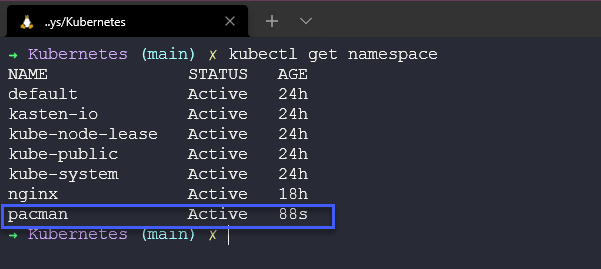 ..ys/Kubernetes
→ Kubernetes (main) ✗ kubectl get namespace
NAME STATUS AGE
default Active 24h
kasten-io Active 24h
kube-node-lease Active 24h
kube-public Active 24h
kube-system Active 24h
nginx Active 18h
pacman Active 88s
→ Kubernetes (main) ✗